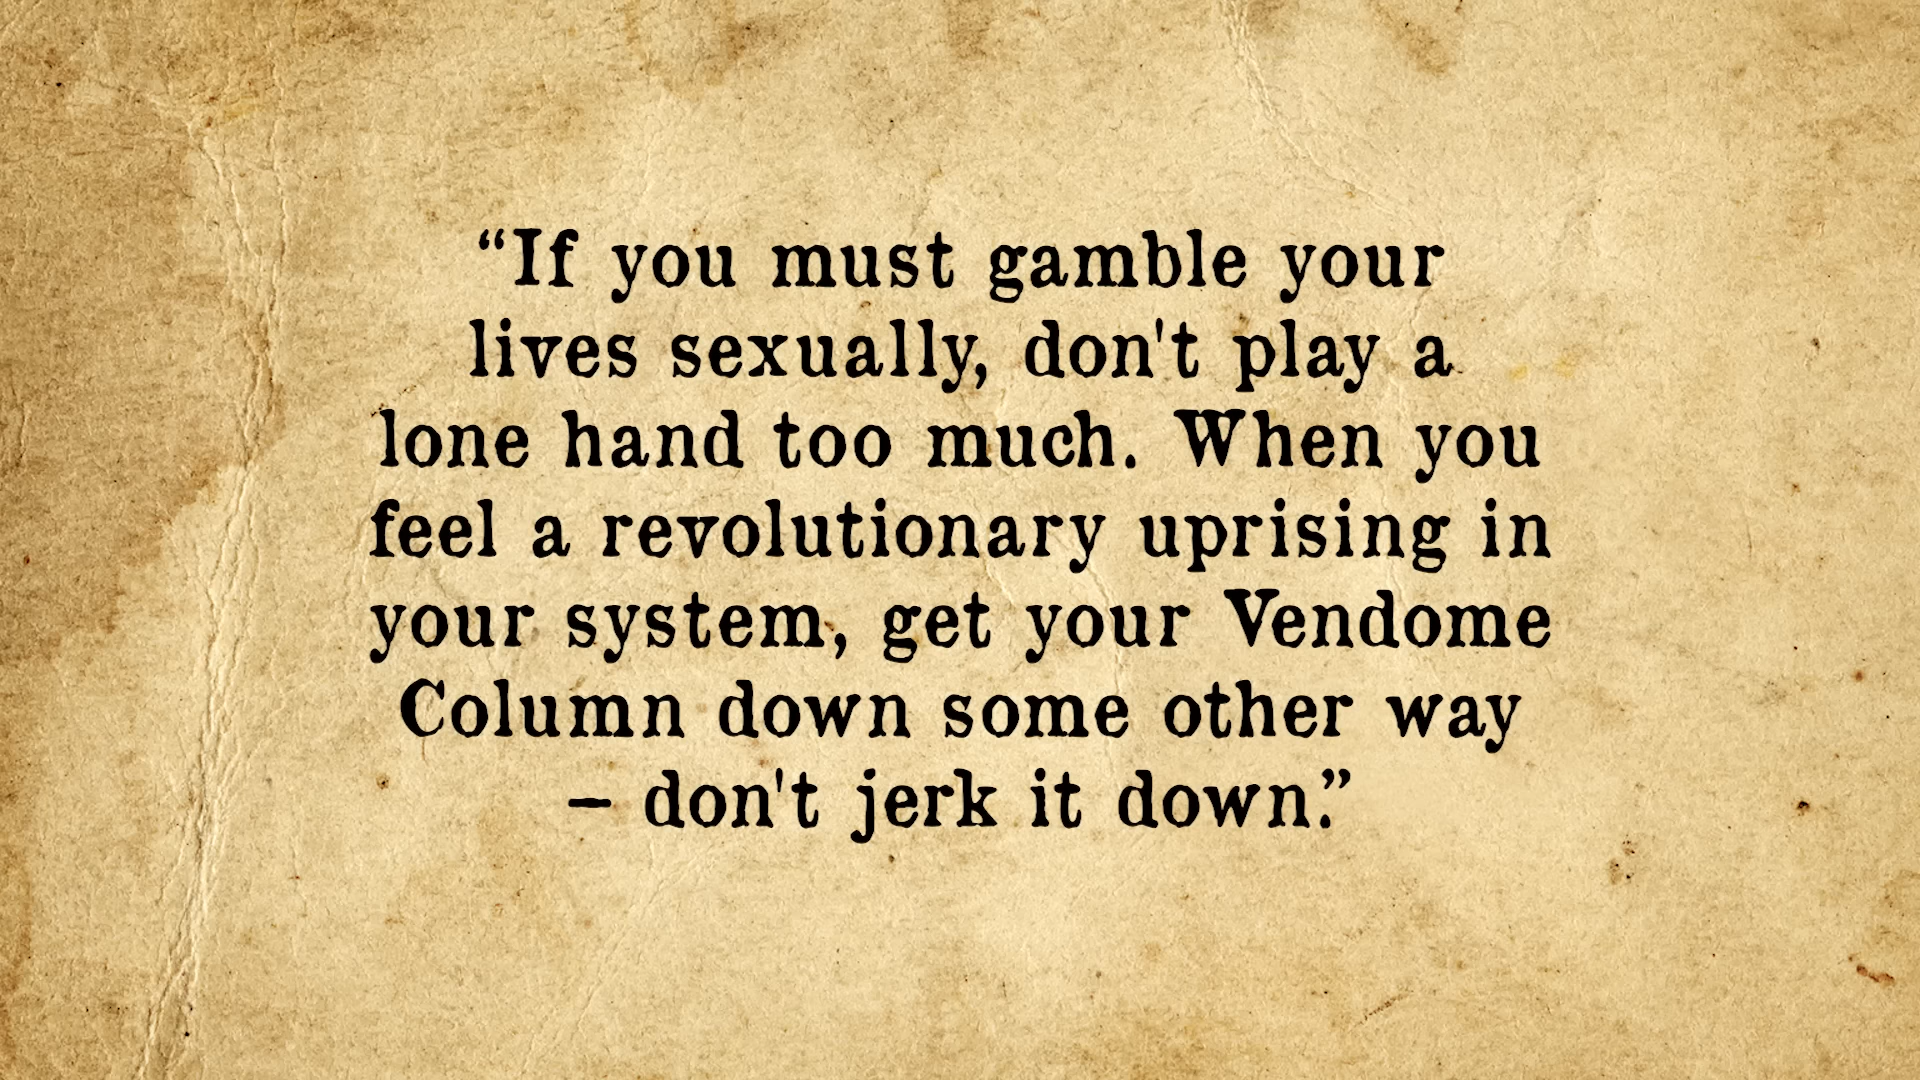 “If you must gamble your
lives sexually, don't play a
lone hand too much. When you
feel a revolutionary uprising in
your system, get your Vendome
Column down some other way
– don't jerk it down.”